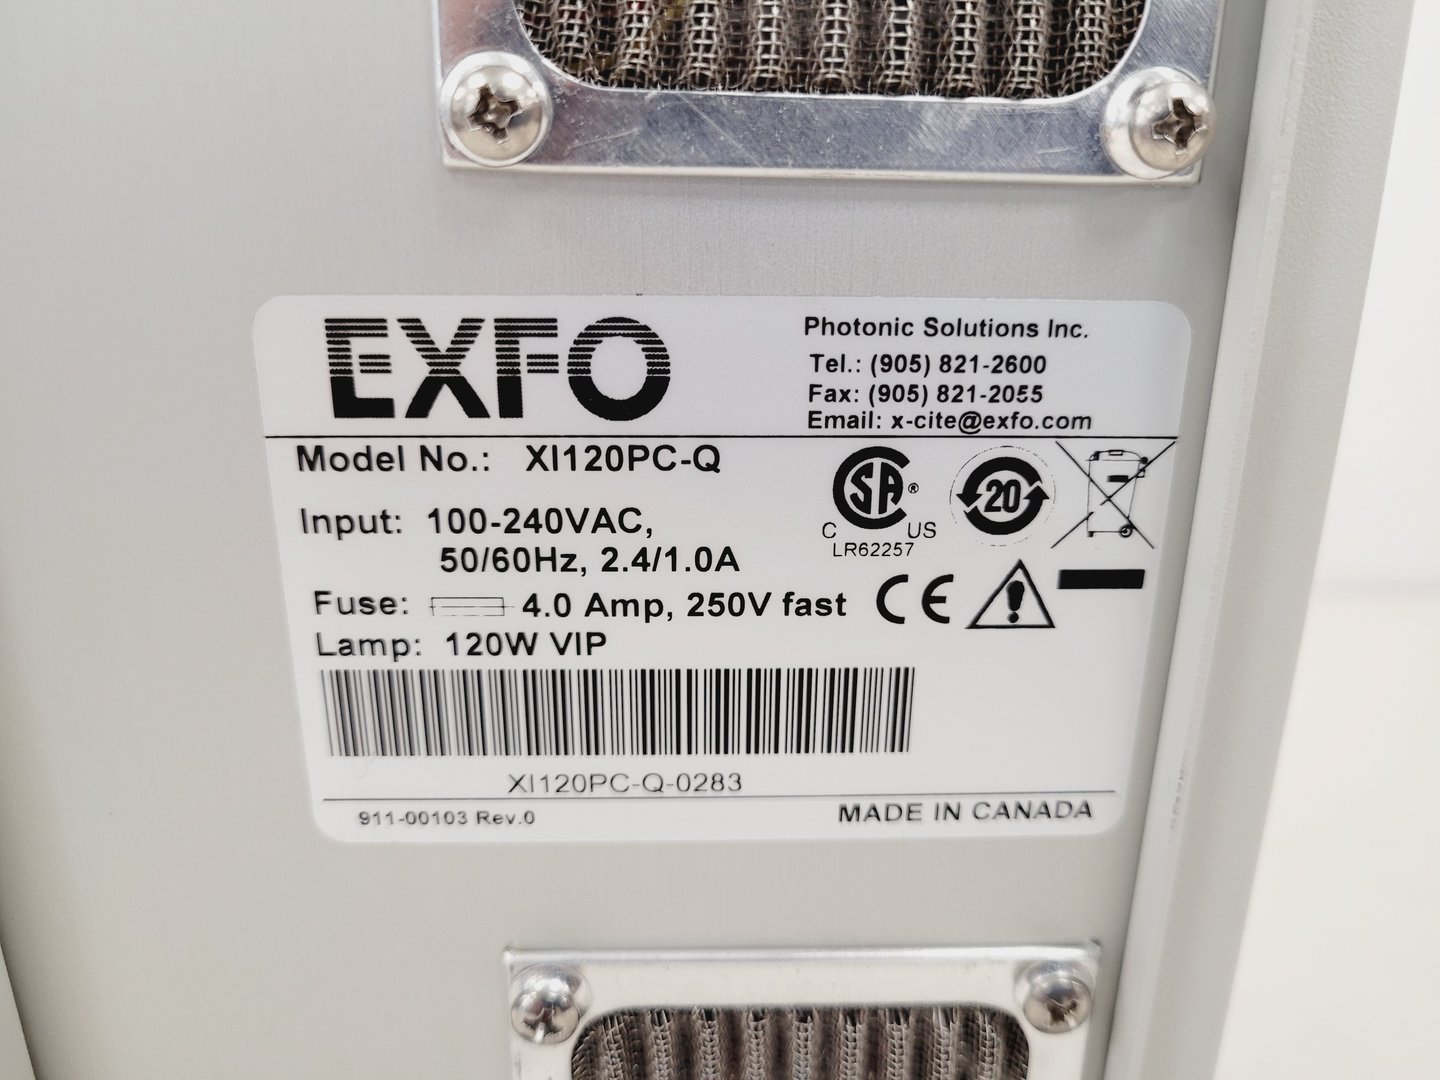 EXFO
Photonic Solutions Inc.
Tel.: (905) 821-2600
Fax: (905) 821-2055
Email: x-cite@exfo.com
Model No.: XI120PC-Q
Input: 100-240VAC,
50/60Hz, 2.4/1.0A
Fuse: 4.0 Amp, 250V fast
Lamp: 120W VIP
SA ®
C US
LR62257
20
CE
XI120PC-Q-0283
911-00103 Rev.0
MADE IN CANADA